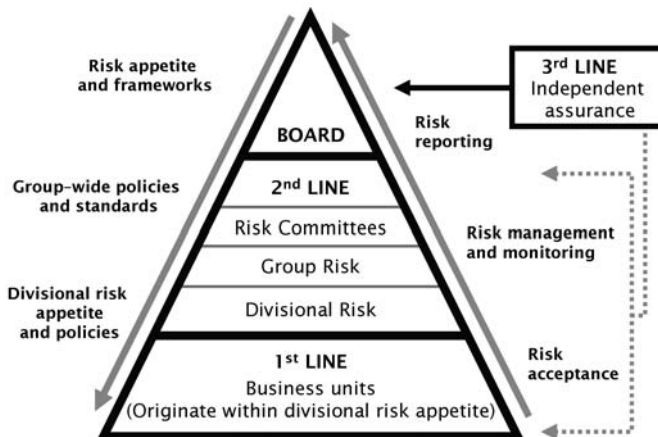 Risk appetite
and frameworks
Group-wide policies
and standards
Divisional risk
appetite
and policies
BOARD
2nd LINE
Risk Committees
Group Risk
Divisional Risk
1st LINE
Business units
(Originate within divisional risk appetite)
Risk
reporting
Risk management
and monitoring
Risk
acceptance
3rd LINE
Independent
assurance